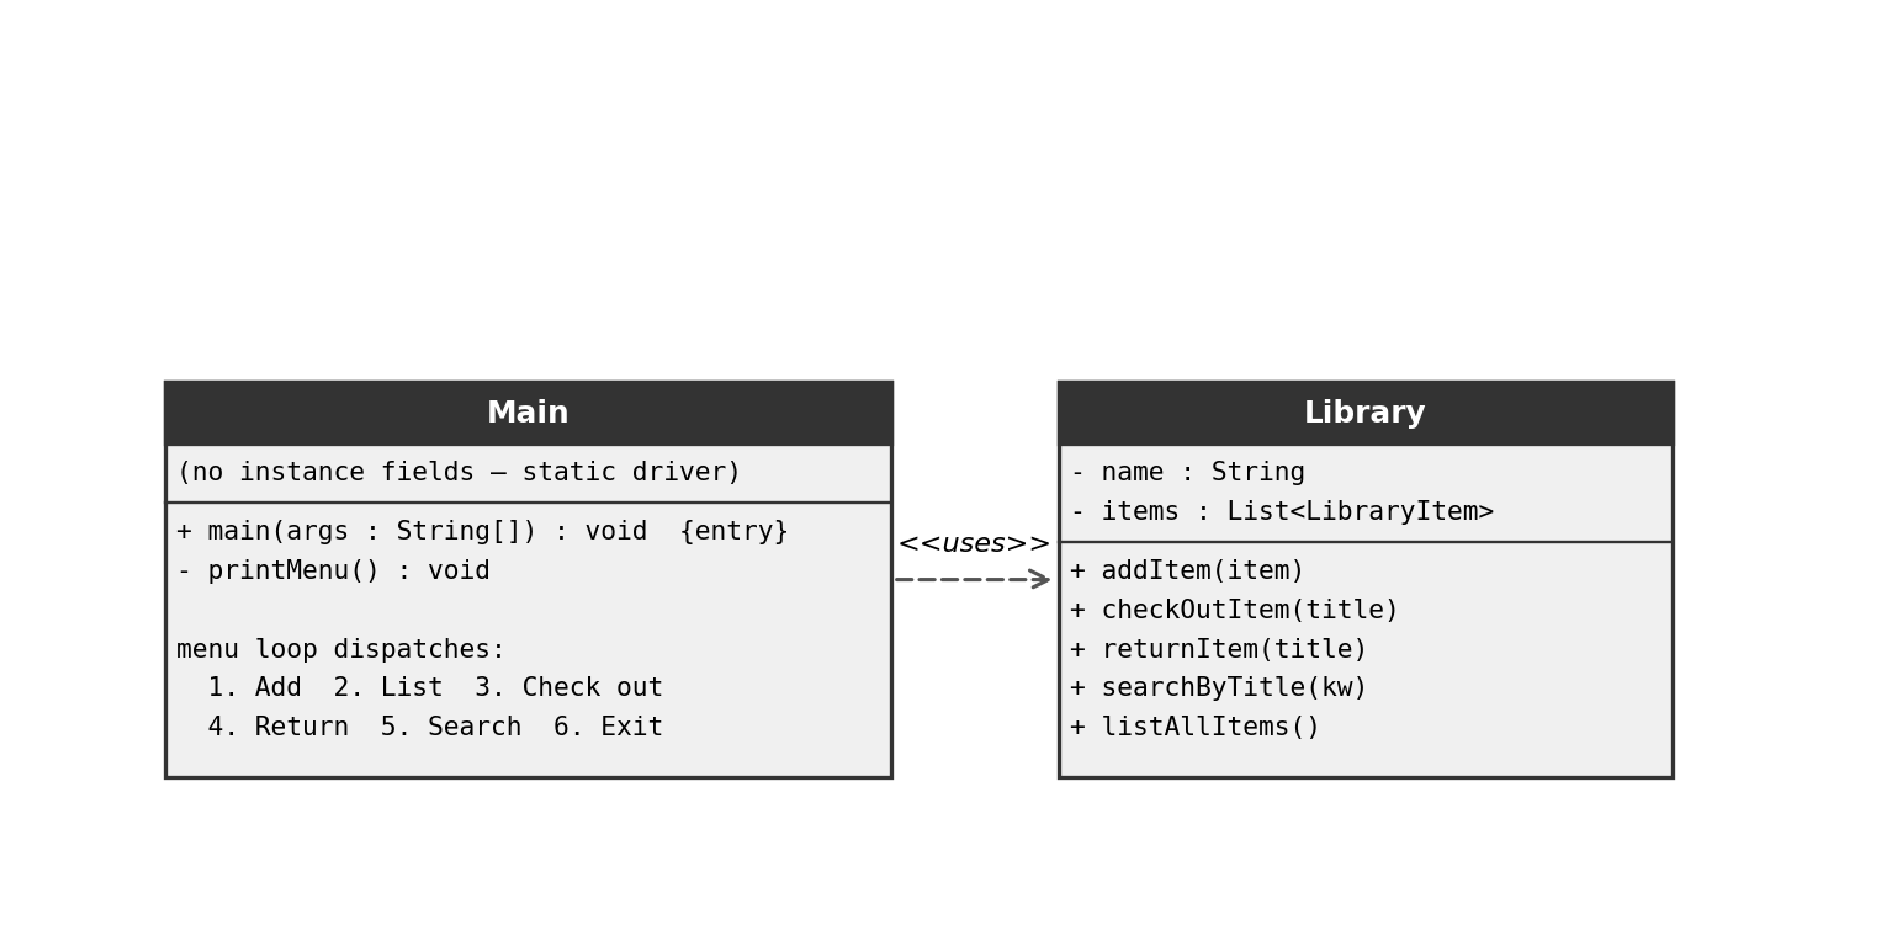 Main
(no instance fields — static driver)
+ main(args : String[]) : void  {entry}
- printMenu() : void
menu loop dispatches:
  1. Add  2. List  3. Check out
  4. Return  5. Search  6. Exit
<<uses>>
Library
- name : String
- items : List<LibraryItem>
+ addItem(item)
+ checkOutItem(title)
+ returnItem(title)
+ searchByTitle(kw)
+ listAllItems()